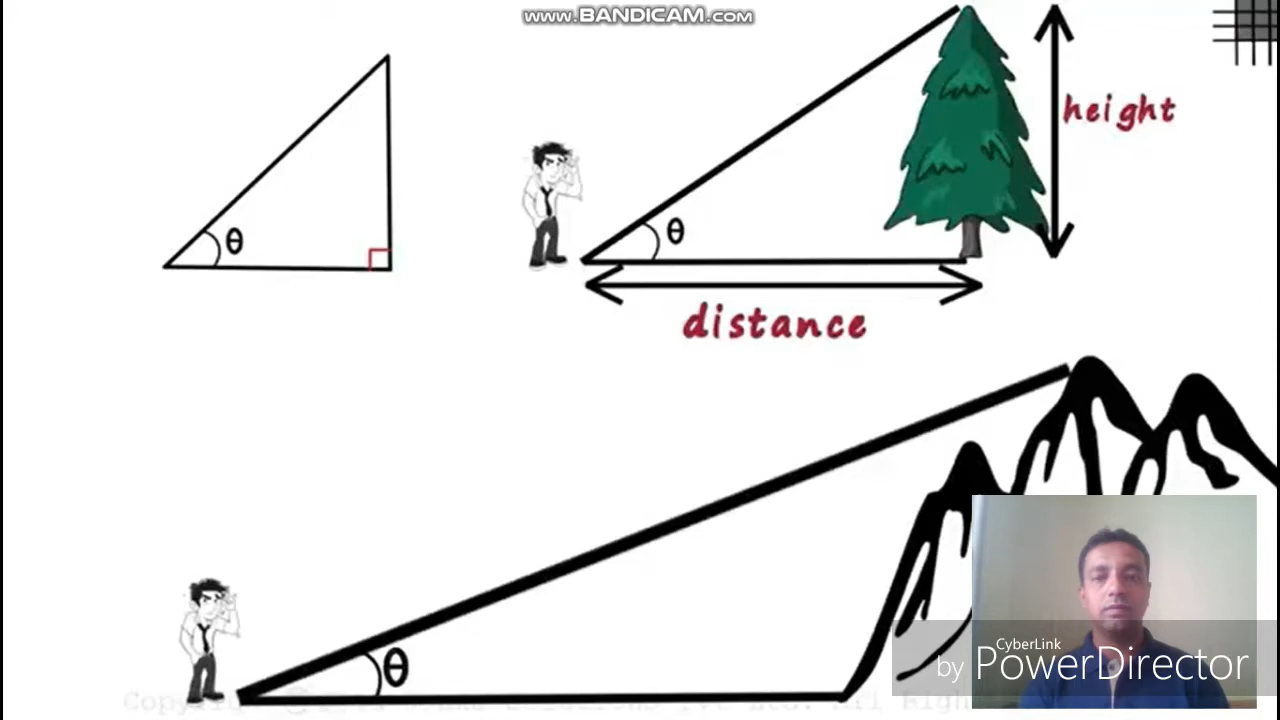 www.BANDICAM.com
height
θ
θ
distance
θ
CyberLink
by PowerDirector